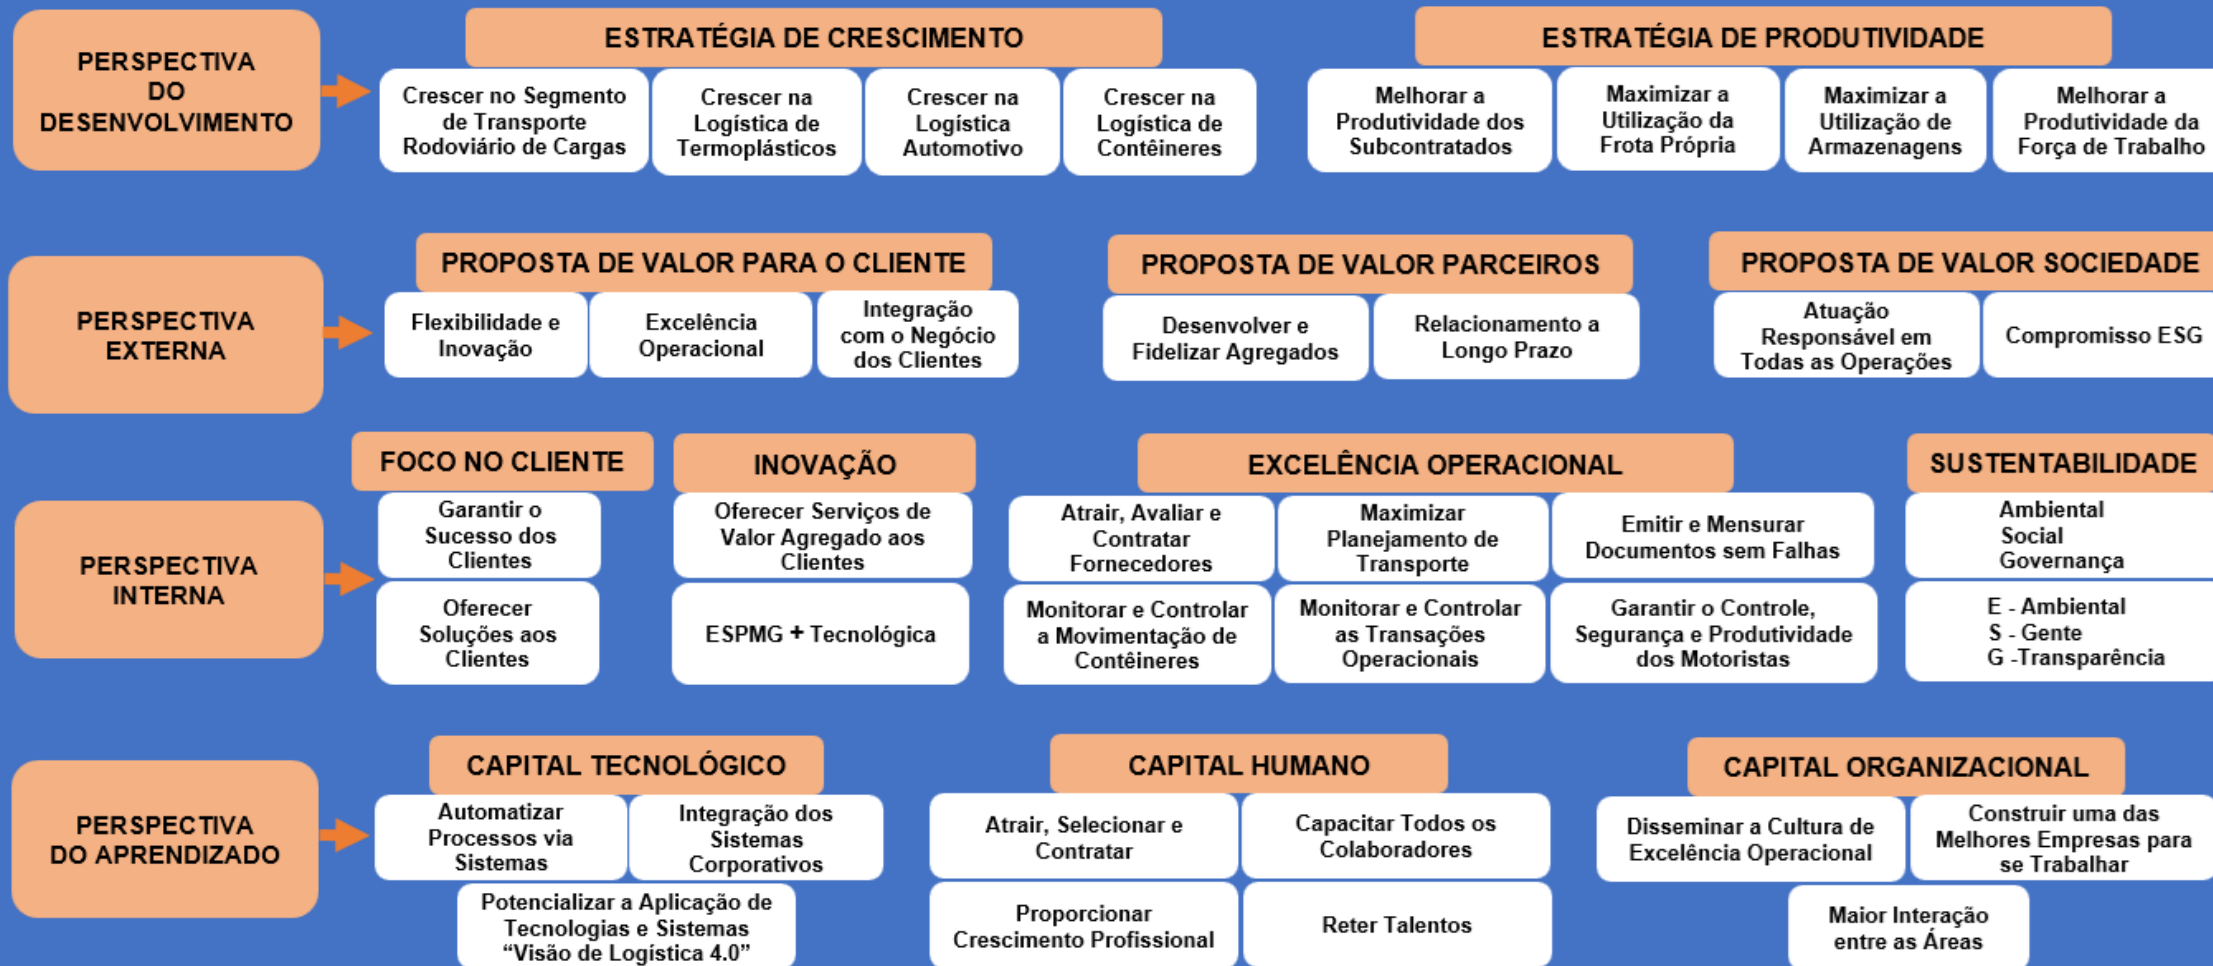 PERSPECTIVA
DO
DESENVOLVIMENTO
ESTRATÉGIA DE CRESCIMENTO
Crescer no Segmento
de Transporte
Rodoviário de Cargas
Crescer na
Logística de
Termoplásticos
Crescer na
Logística
Automotivo
Crescer na
Logística de
Contêineres
ESTRATÉGIA DE PRODUTIVIDADE
Melhorar a
Produtividade dos
Subcontratados
Maximizar a
Utilização da
Frota Própria
Maximizar a
Utilização de
Armazenagens
Melhorar a
Produtividade da
Força de Trabalho
PERSPECTIVA
EXTERNA
PROPOSTA DE VALOR PARA O CLIENTE
Flexibilidade e
Inovação
Excelência
Operacional
Integração
com o Negócio
dos Clientes
PROPOSTA DE VALOR PARCEIROS
Desenvolver e
Fidelizar Agregados
Relacionamento a
Longo Prazo
PROPOSTA DE VALOR SOCIEDADE
Atuação
Responsável em
Todas as Operações
Compromisso ESG
PERSPECTIVA
INTERNA
FOCO NO CLIENTE
Garantir o
Sucesso dos
Clientes
Oferecer
Soluções aos
Clientes
INOVAÇÃO
Oferecer Serviços de
Valor Agregado aos
Clientes
ESPMG + Tecnológica
EXCELÊNCIA OPERACIONAL
Atrair, Avaliar e
Contratar
Fornecedores
Maximizar
Planejamento de
Transporte
Emitir e Mensurar
Documentos sem Falhas
Monitorar e Controlar
a Movimentação de
Contêineres
Monitorar e Controlar
as Transações
Operacionais
Garantir o Controle,
Segurança e Produtividade
dos Motoristas
SUSTENTABILIDADE
Ambiental
Social
Governança
E - Ambiental
S - Gente
G -Transparência
PERSPECTIVA
DO APRENDIZADO
CAPITAL TECNOLÓGICO
Automatizar
Processos via
Sistemas
Integração dos
Sistemas
Corporativos
Potencializar a Aplicação de
Tecnologias e Sistemas
“Visão de Logística 4.0”
CAPITAL HUMANO
Atrair, Selecionar e
Contratar
Capacitar Todos os
Colaboradores
Proporcionar
Crescimento Profissional
Reter Talentos
CAPITAL ORGANIZACIONAL
Disseminar a Cultura de
Excelência Operacional
Construir uma das
Melhores Empresas para
se Trabalhar
Maior Interação
entre as Áreas